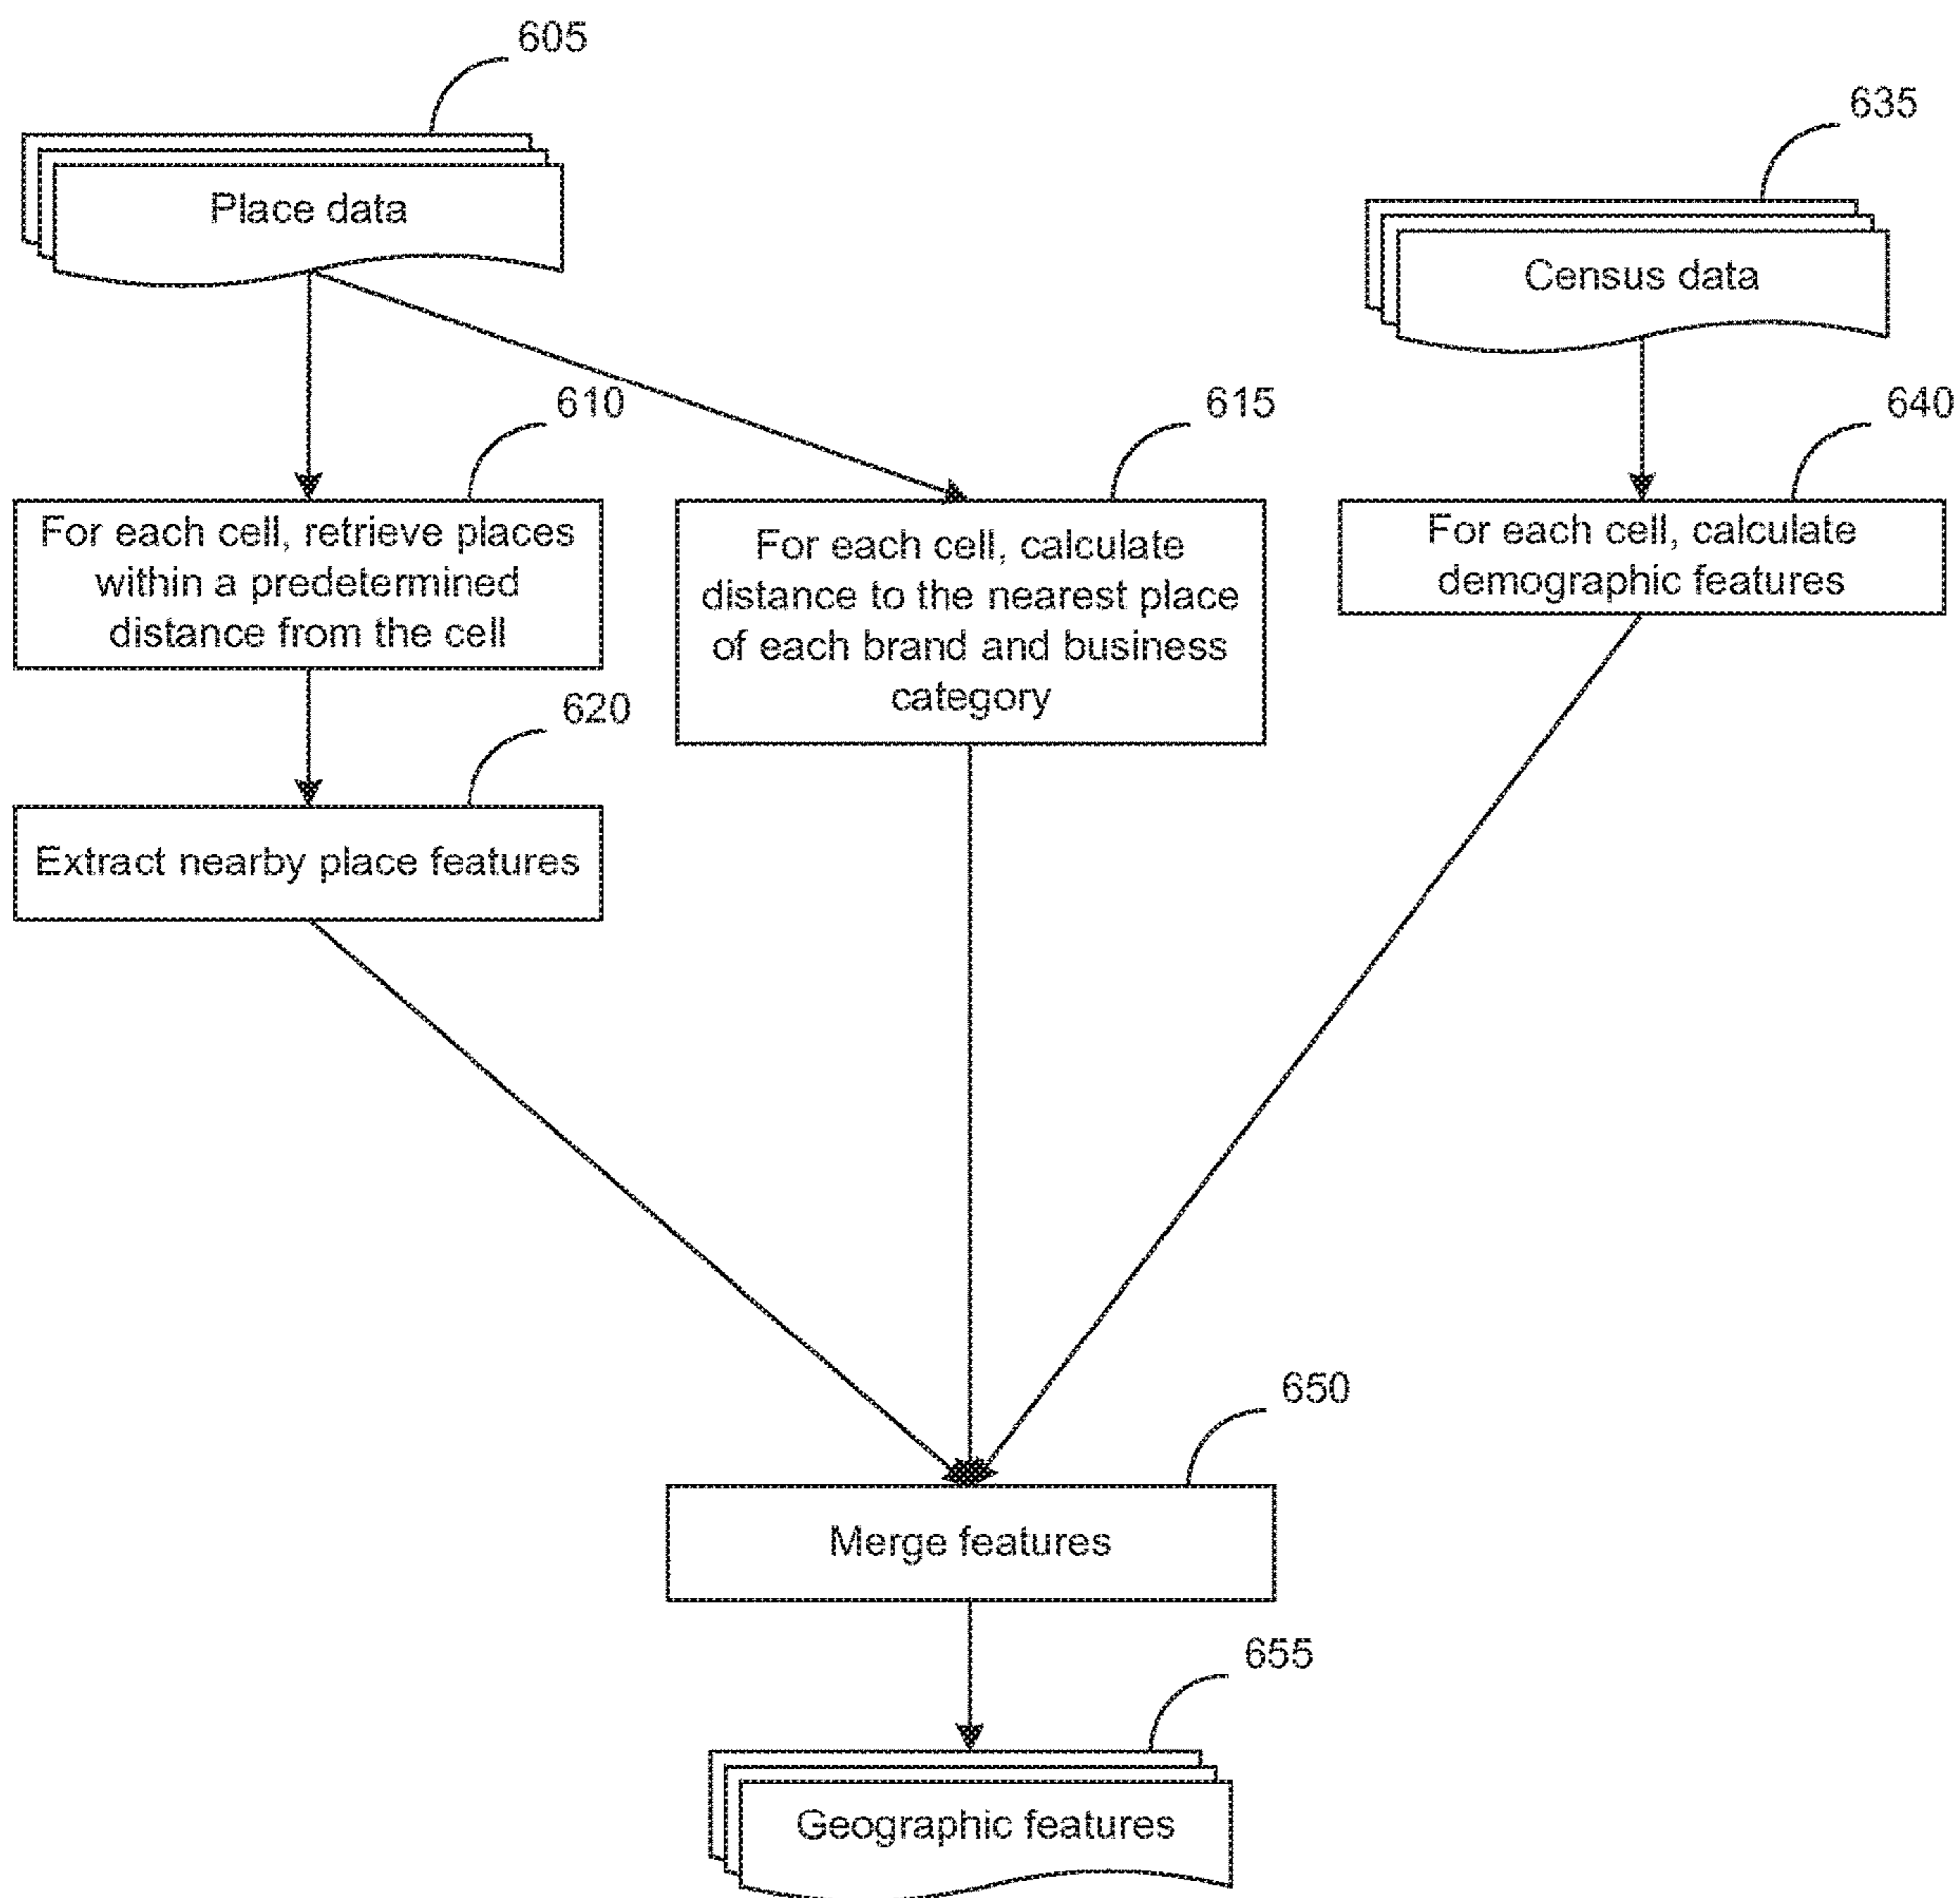 605
Place data
635
Census data
610
For each cell, retrieve places
within a predetermined
distance from the cell
615
For each cell, calculate
distance to the nearest place
of each brand and business
category
640
For each cell, calculate
demographic features
620
Extract nearby place features
650
Merge features
655
Geographic features